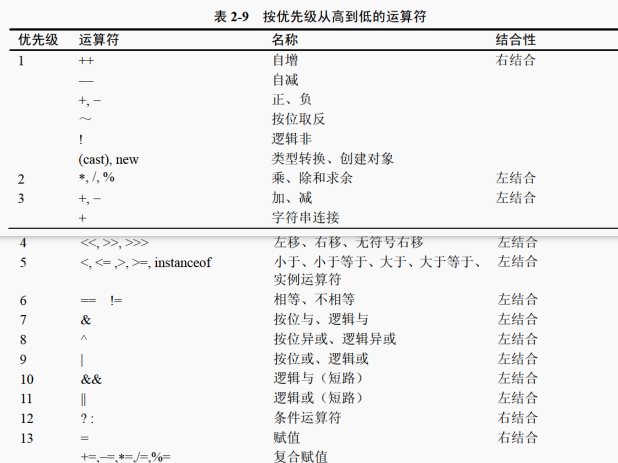 表 2-9 按优先级从高到低的运算符
优先级 运算符 名称 结合性
1 ++ 自增 右结合
-- 自减
+, − 正、负
~ 按位取反
! 逻辑非
(cast), new 类型转换、创建对象
2 *, /, % 乘、除和求余 左结合
3 +, − 加、减 左结合
+ 字符串连接
4 <<, >>, >>> 左移、右移、无符号右移 左结合
5 <, <= ,>, >=, instanceof 小于、小于等于、大于、大于等于、 左结合
实例运算符
6 == != 相等、不相等 左结合
7 & 按位与、逻辑与 左结合
8 ^ 按位异或、逻辑异或 左结合
9 | 按位或、逻辑或 左结合
10 && 逻辑与（短路） 左结合
11 || 逻辑或（短路） 左结合
12 ? : 条件运算符 右结合
13 = 赋值 右结合
+=,−=,*=,/=,%= 复合赋值